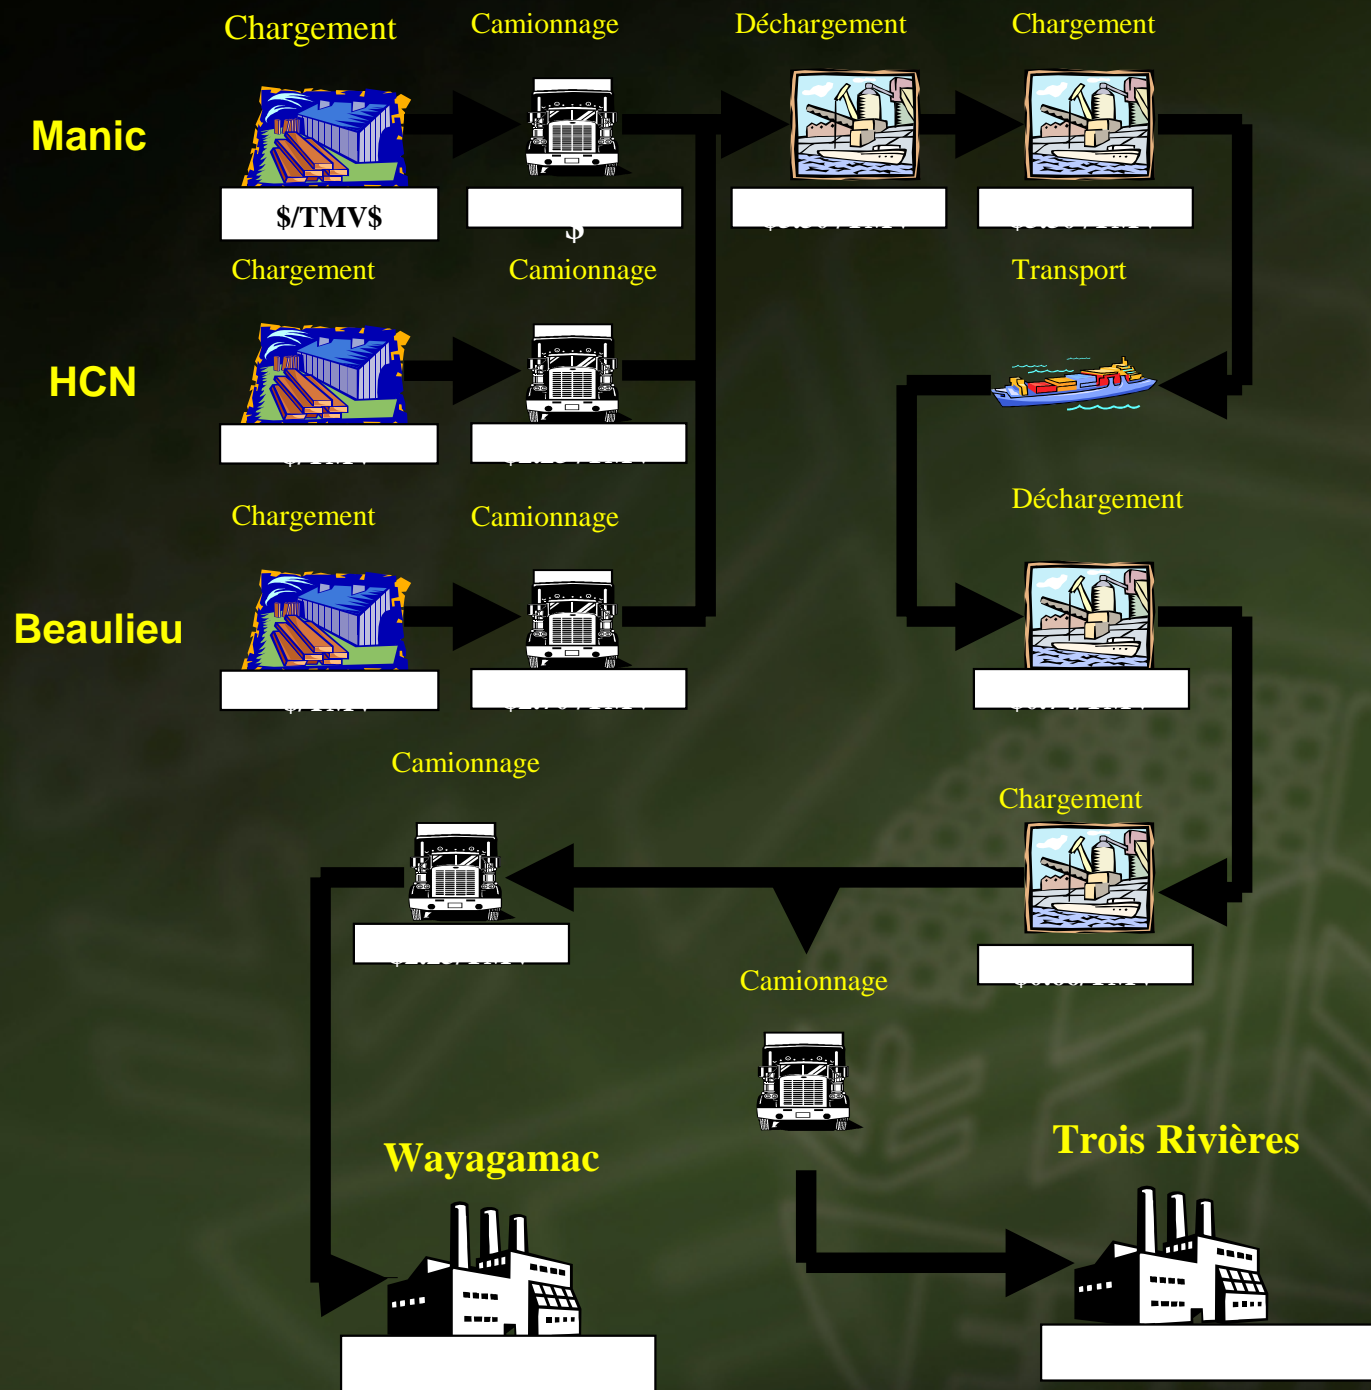 Chargement Camionnage Déchargement Chargement
Manic
$/TMV$
$
Chargement Camionnage Transport
HCN
Chargement Camionnage Déchargement
Beaulieu
Camionnage
Chargement
Camionnage
Wayagamac
Trois Rivières